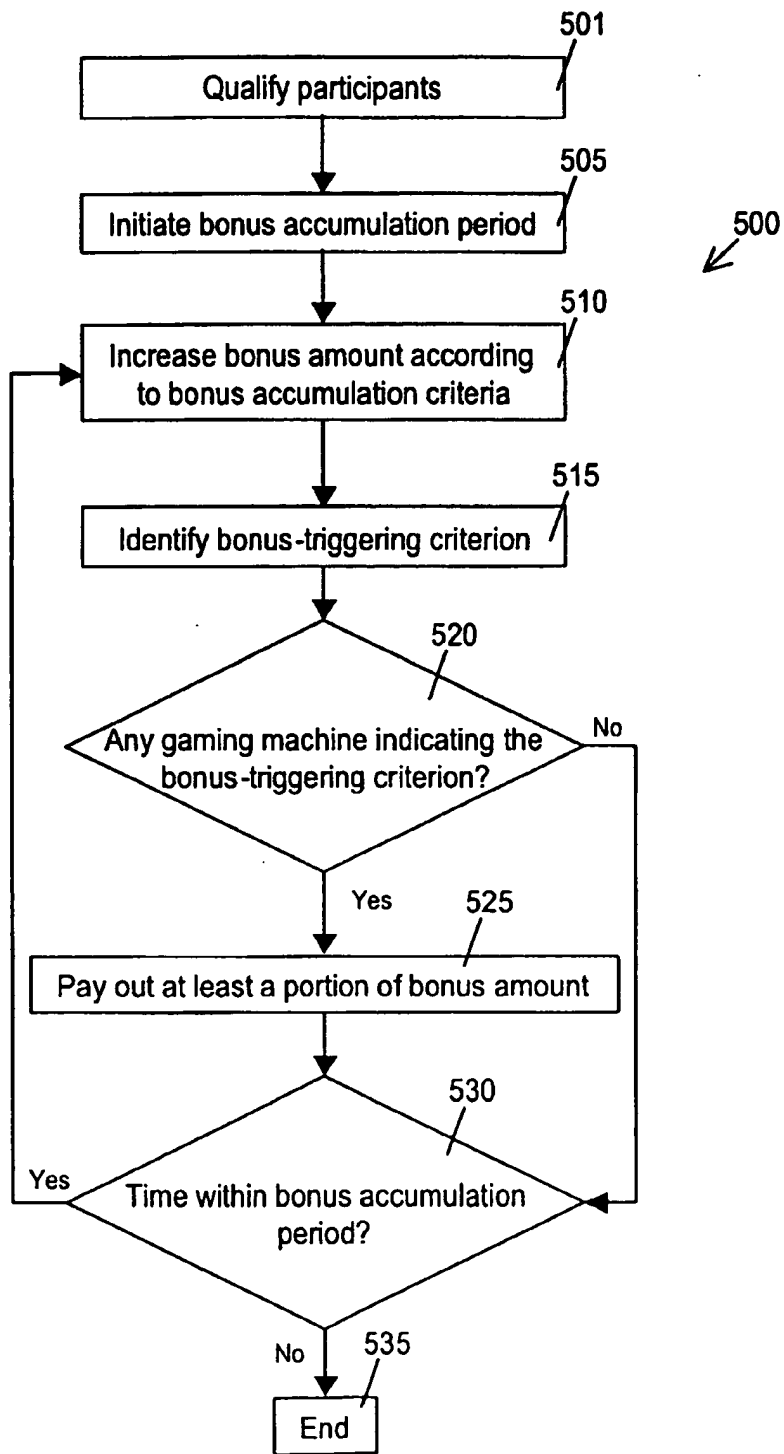 501
Qualify participants
505
Initiate bonus accumulation period
500
510
Increase bonus amount according
to bonus accumulation criteria
515
Identify bonus-triggering criterion
520
Any gaming machine indicating the
bonus-triggering criterion?
No
Yes
525
Pay out at least a portion of bonus amount
530
Yes
Time within bonus accumulation
period?
No
535
End